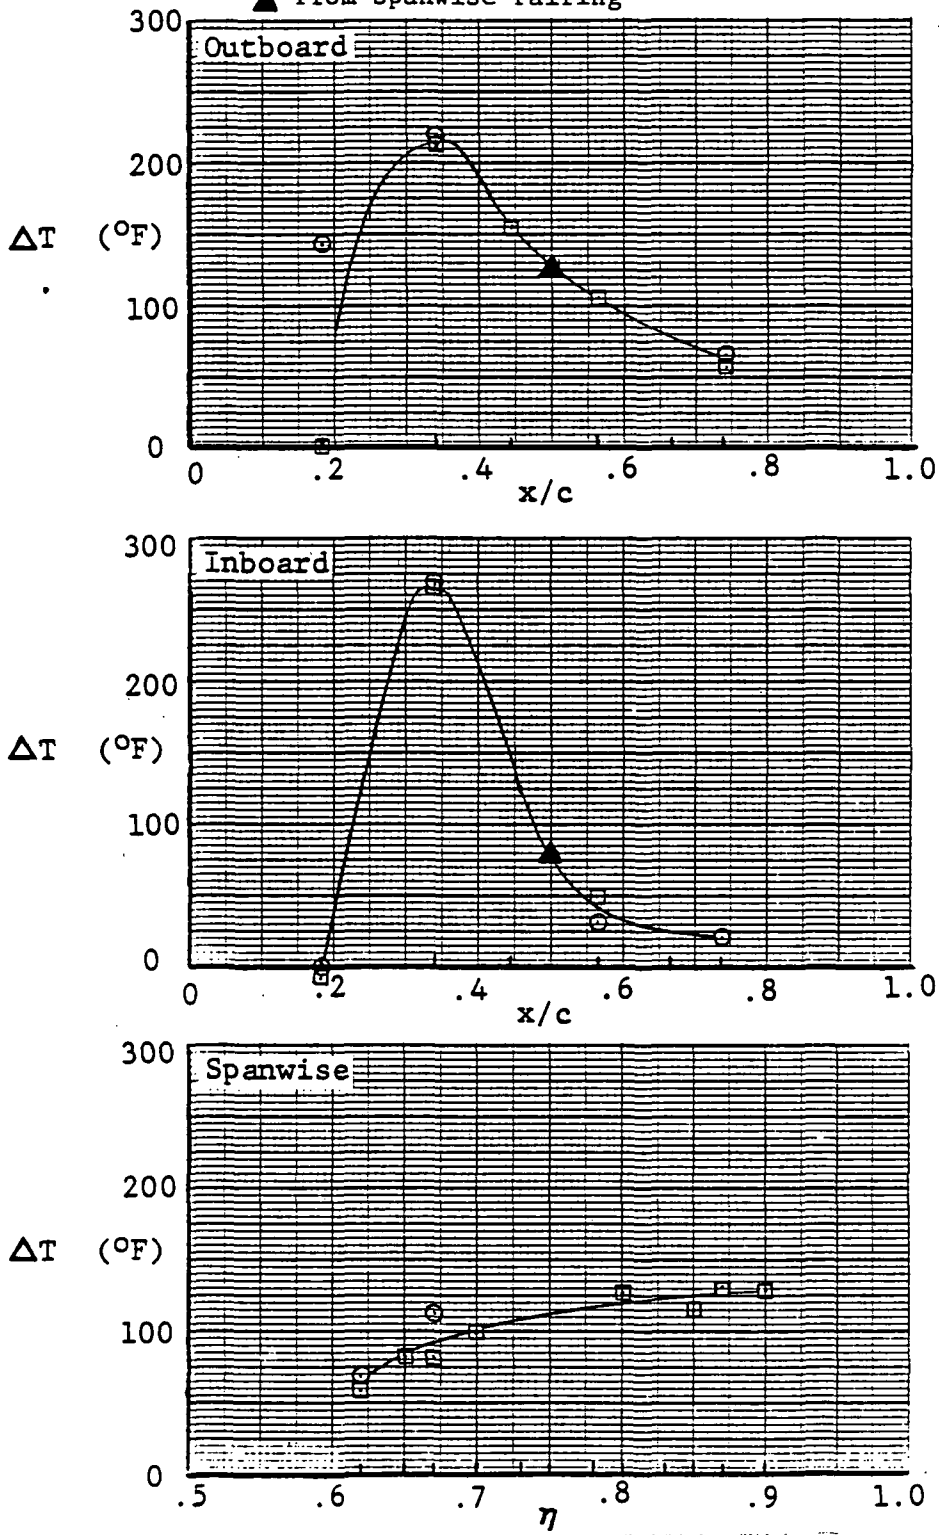 ▲ From Spanwise Fairing
300
Outboard
200
ΔT (°F)
100
0
0 .2 .4 .6 .8 1.0
x/c
300
Inboard
200
ΔT (°F)
100
0
0 .2 .4 .6 .8 1.0
x/c
300
Spanwise
200
ΔT (°F)
100
0
.5 .6 .7 .8 .9 1.0
η